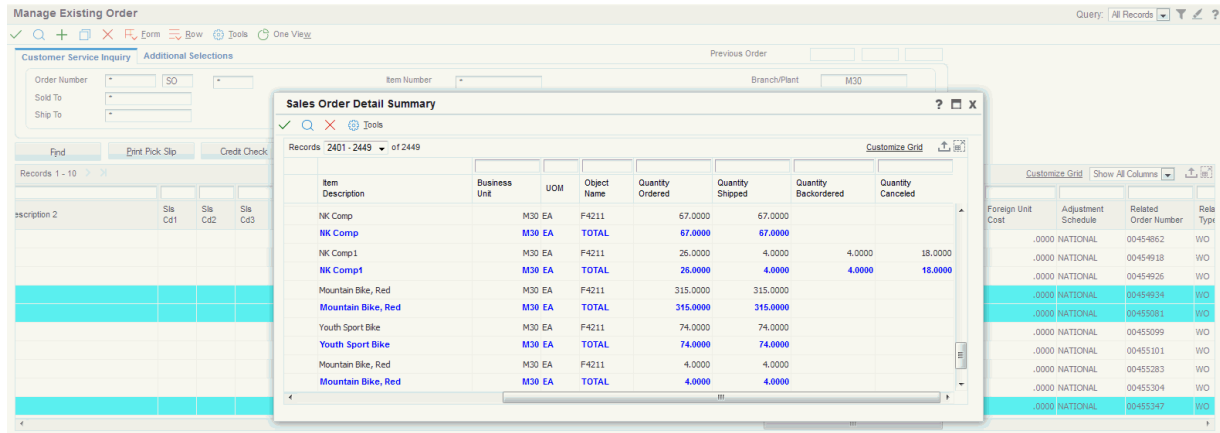 Manage Existing Order
Query: All Records ?
Form Row Tools One View
Customer Service Inquiry Additional Selections Previous Order
Order Number * SO * Item Number * Branch/Plant M30
Sold To *
Ship To *
Find Print Pick Slip Credit Check
Records 1 - 10
Customize Grid Show All Columns
escription 2 Sls Cd1 Sls Cd2 Sls Cd3 Foreign Unit Cost Adjustment Schedule Related Order Number Rela Type
.0000 NATIONAL 00454862 WO
.0000 NATIONAL 00454918 WO
.0000 NATIONAL 00454926 WO
.0000 NATIONAL 00454934 WO
.0000 NATIONAL 00455081 WO
.0000 NATIONAL 00455099 WO
.0000 NATIONAL 00455101 WO
.0000 NATIONAL 00455283 WO
.0000 NATIONAL 00455304 WO
.0000 NATIONAL 00455347 WO
Sales Order Detail Summary ? X
Tools
Records 2401 - 2449 of 2449 Customize Grid
Item Description Business Unit UOM Object Name Quantity Ordered Quantity Shipped Quantity Backordered Quantity Canceled
NK Comp M30 EA F4211 67.0000 67.0000
NK Comp M30 EA TOTAL 67.0000 67.0000
NK Comp1 M30 EA F4211 26.0000 4.0000 4.0000 18.0000
NK Comp1 M30 EA TOTAL 26.0000 4.0000 4.0000 18.0000
Mountain Bike, Red M30 EA F4211 315.0000 315.0000
Mountain Bike, Red M30 EA TOTAL 315.0000 315.0000
Youth Sport Bike M30 EA F4211 74.0000 74.0000
Youth Sport Bike M30 EA TOTAL 74.0000 74.0000
Mountain Bike, Red M30 EA F4211 4.0000 4.0000
Mountain Bike, Red M30 EA TOTAL 4.0000 4.0000